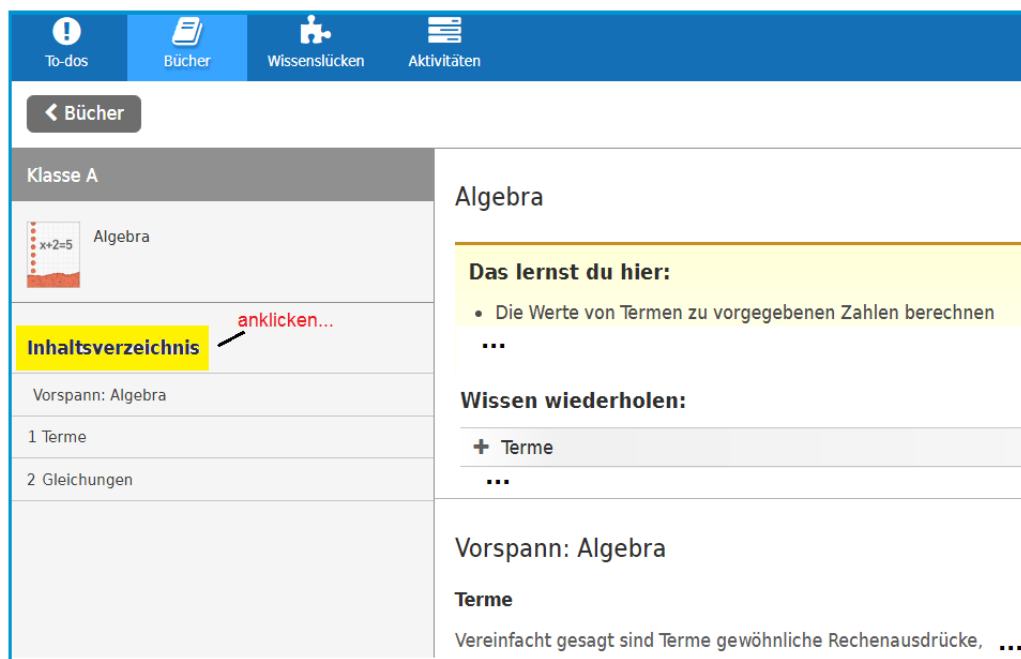 To-dos
Bücher
Wissenslücken
Aktivitäten
Bücher
Klasse A
x+2=5
Algebra
anklicken...
Inhaltsverzeichnis
Vorspann: Algebra
1 Terme
2 Gleichungen
Algebra
Das lernst du hier:
• Die Werte von Termen zu vorgegebenen Zahlen berechnen
...
Wissen wiederholen:
+ Terme
...
Vorspann: Algebra
Terme
Vereinfacht gesagt sind Terme gewöhnliche Rechenausdrücke, ...